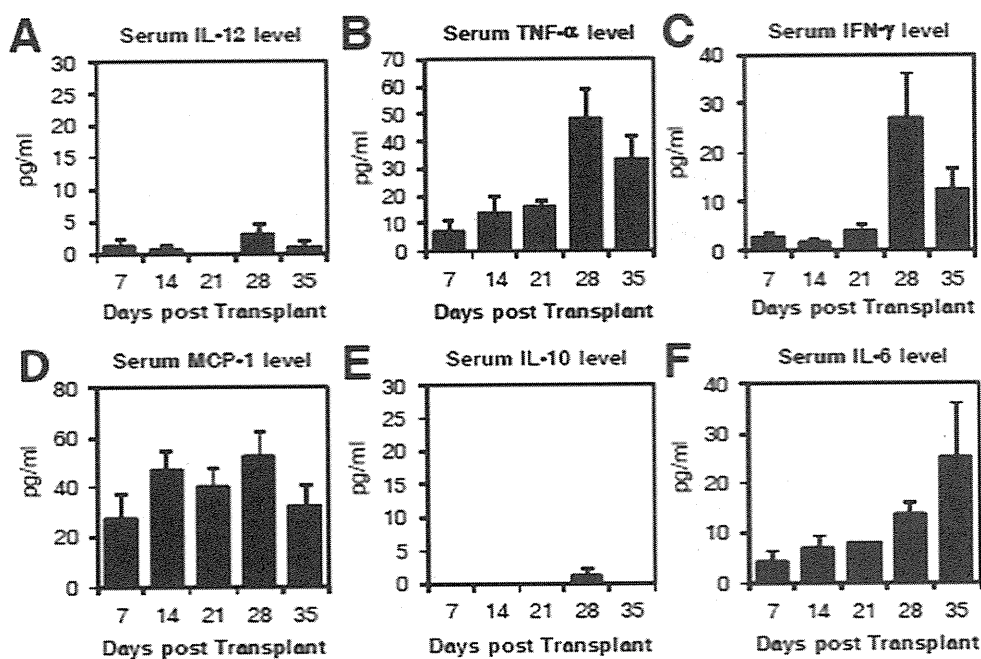 A
Serum IL-12 level
30
25
20
15
10
5
0
pg/ml
7 14 21 28 35
Days post Transplant
B
Serum TNF-α level
70
60
50
40
30
20
10
0
pg/ml
7 14 21 28 35
Days post Transplant
C
Serum IFN-γ level
40
30
20
10
0
pg/ml
7 14 21 28 35
Days post Transplant
D
Serum MCP-1 level
80
60
40
20
0
pg/ml
7 14 21 28 35
Days post Transplant
E
Serum IL-10 level
30
25
20
15
10
5
0
pg/ml
7 14 21 28 35
Days post Transplant
F
Serum IL-6 level
40
30
20
10
0
pg/ml
7 14 21 28 35
Days post Transplant